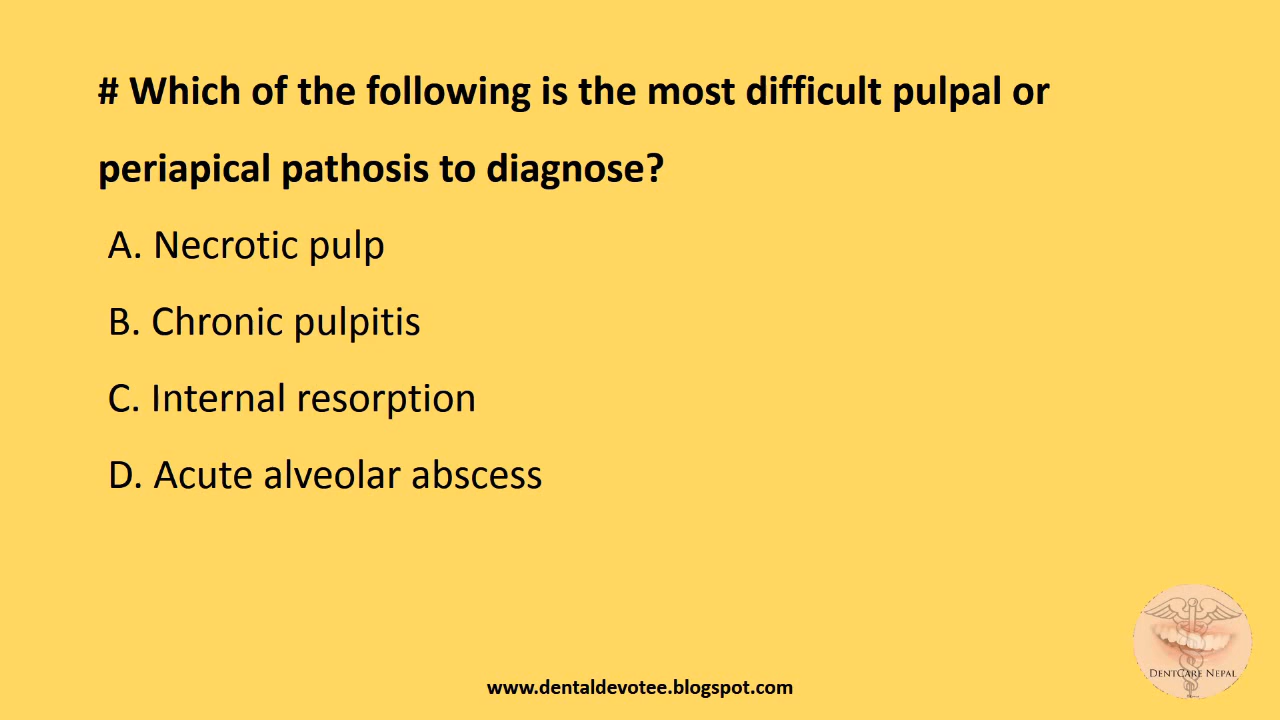 # Which of the following is the most difficult pulpal or
periapical pathosis to diagnose?
A. Necrotic pulp
B. Chronic pulpitis
C. Internal resorption
D. Acute alveolar abscess
DentCare Nepal
www.dentaldevotee.blogspot.com